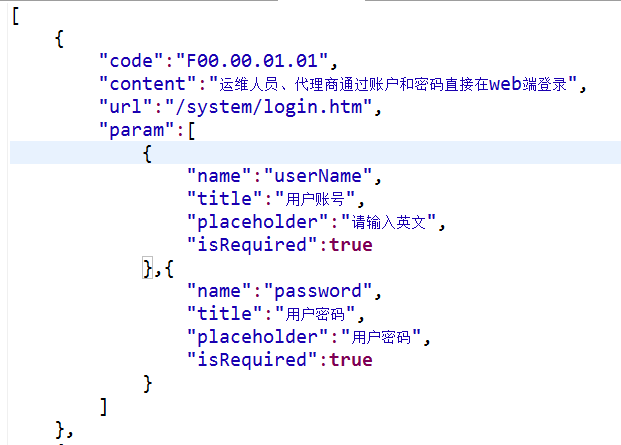 [
    {
        "code":"F00.00.01.01",
        "content":"运维人员、代理商通过账户和密码直接在web端登录",
        "url":"/system/login.htm",
        "param":[
            {
                "name":"userName",
                "title":"用户账号",
                "placeholder":"请输入英文",
                "isRequired":true
            },{
                "name":"password",
                "title":"用户密码",
                "placeholder":"用户密码",
                "isRequired":true
            }
        ]
    },